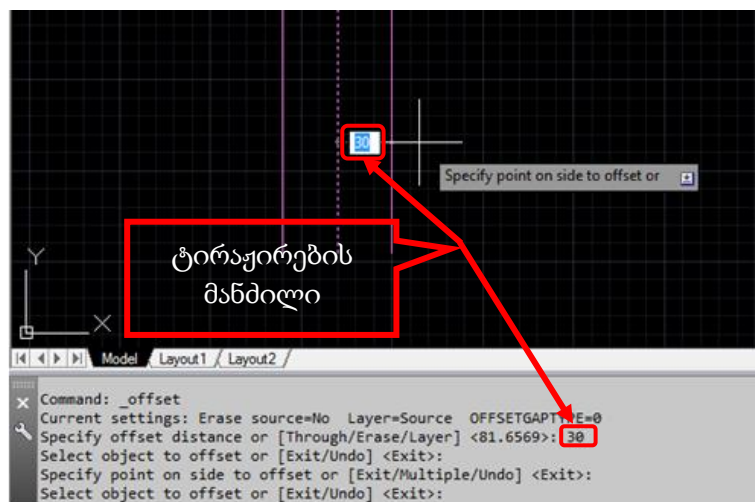 30
Specify point on side to offset or
ტირაჟირების
მანძილი
Y
X
Model Layout1 Layout2
Command: _offset
Current settings: Erase source=No Layer=Source OFFSETGAPTYPE=0
Specify offset distance or [Through/Erase/Layer] <81.6569>: 30
Select object to offset or [Exit/Undo] <Exit>:
Specify point on side to offset or [Exit/Multiple/Undo] <Exit>:
Select object to offset or [Exit/Undo] <Exit>: